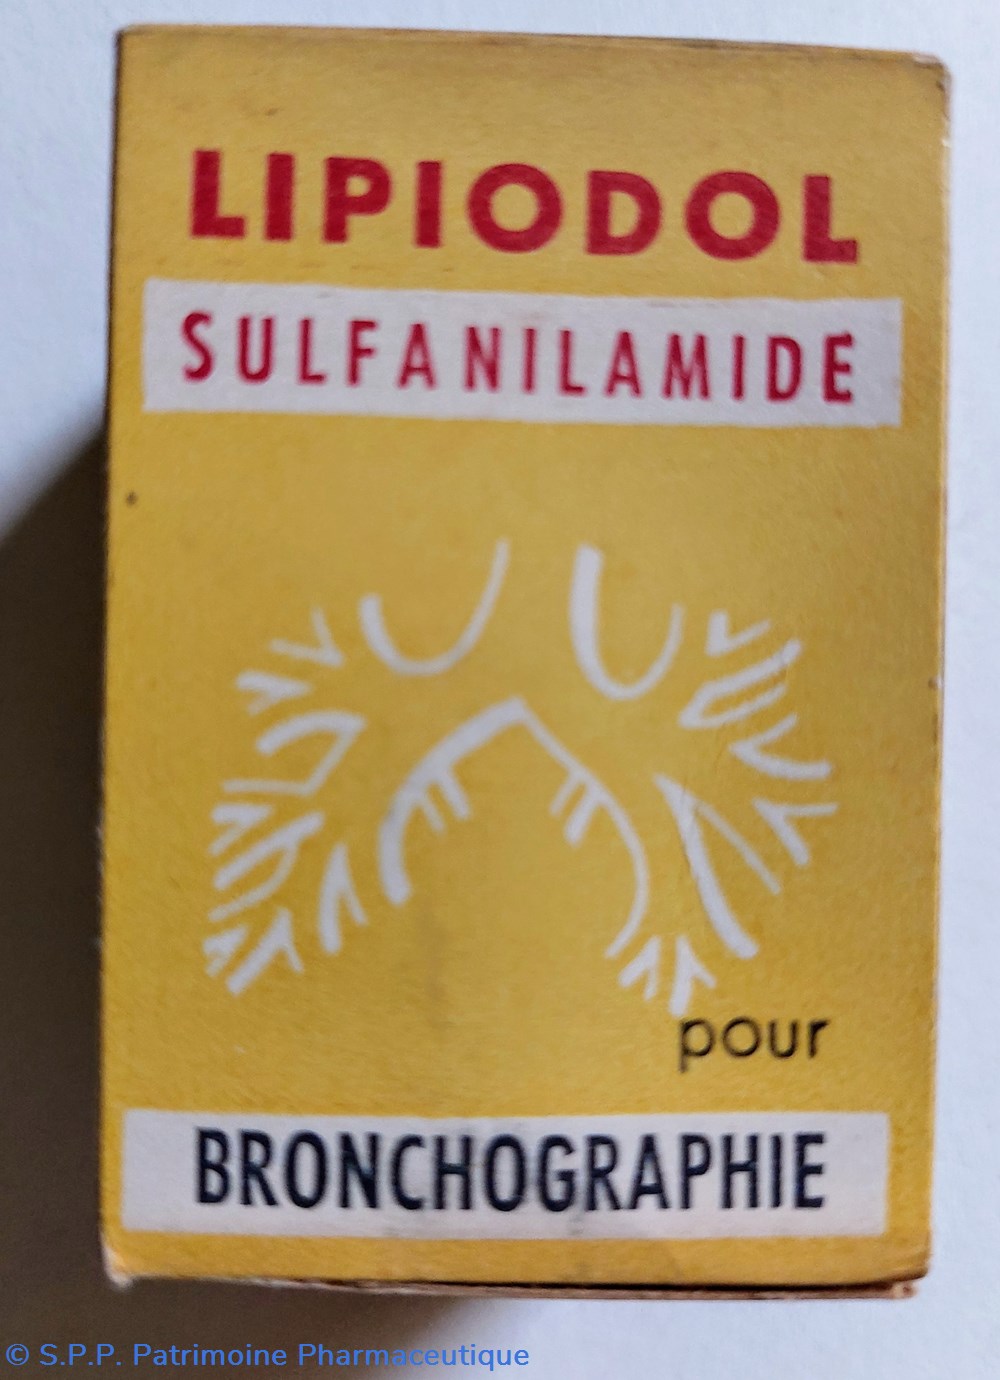 LIPIODOL
SULFANILAMIDE
pour
BRONCHOGRAPHIE
© S.P.P. Patrimoine Pharmaceutique